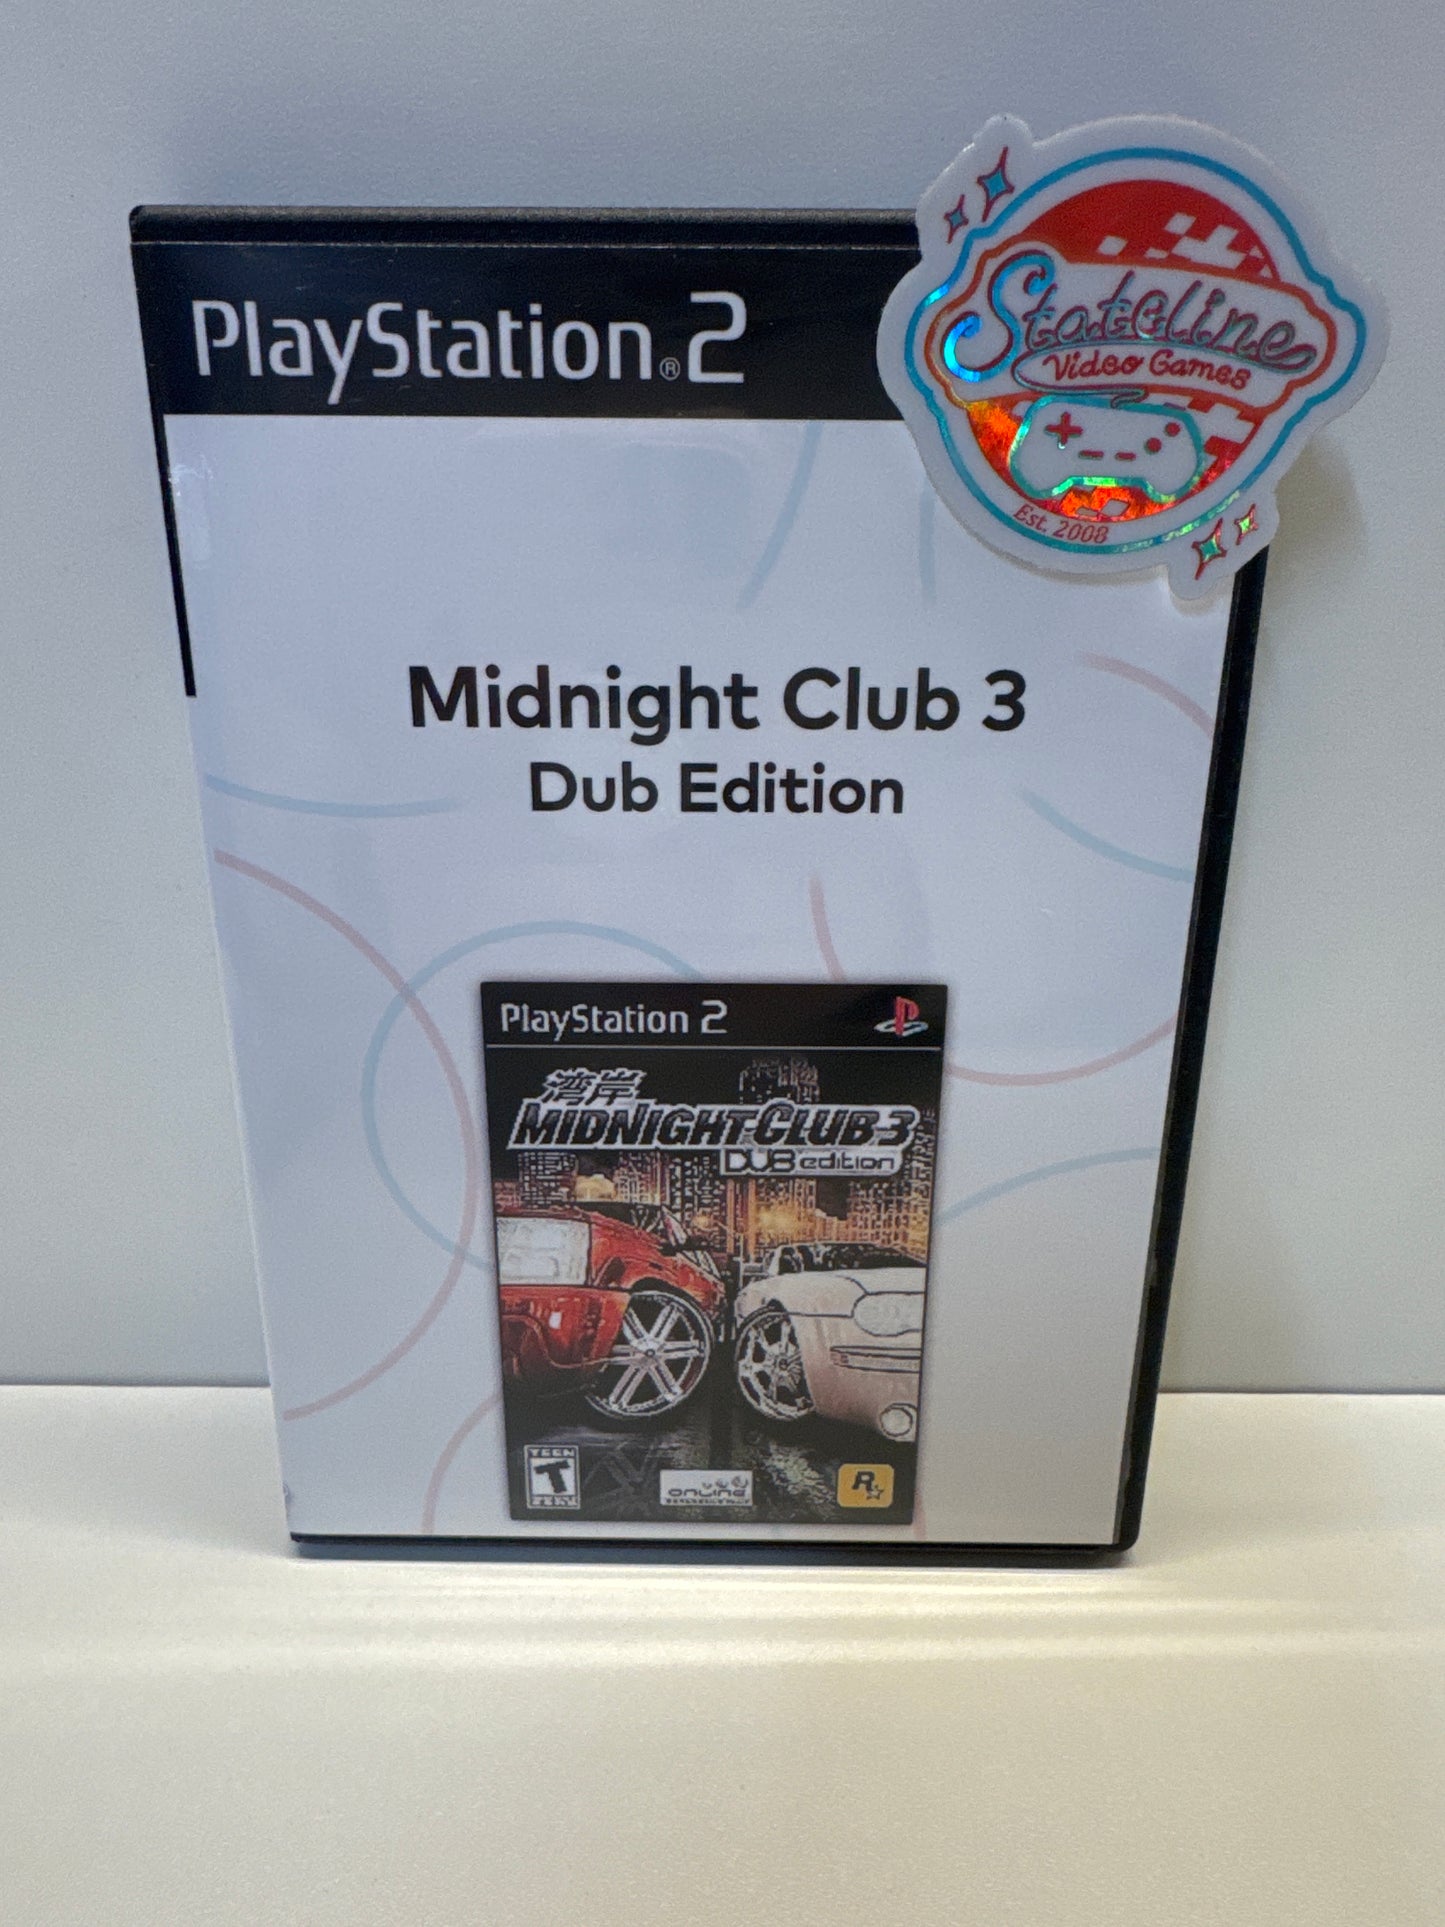 PlayStation®2
Stateline
Video Games
Est. 2008
Midnight Club 3
Dub Edition
PlayStation 2
湾岸
MIDNIGHT CLUB 3
DUB edition
TEEN
T
online
R